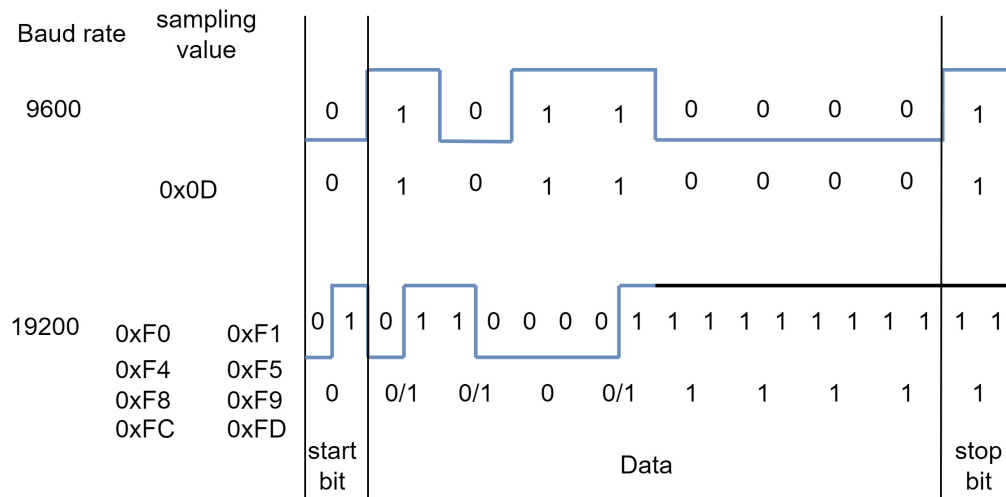 Baud rate
sampling
value
9600
0 1 0 1 1 0 0 0 0 1
0x0D
0 1 0 1 1 0 0 0 0 1
19200
0 1 0 1 1 0 0 0 0 1 1 1 1 1 1 1 1 1 1 1
0xF0 0xF1
0xF4 0xF5
0xF8 0xF9
0xFC 0xFD
0 0/1 0/1 0 0/1 1 1 1 1 1
start
bit
Data
stop
bit